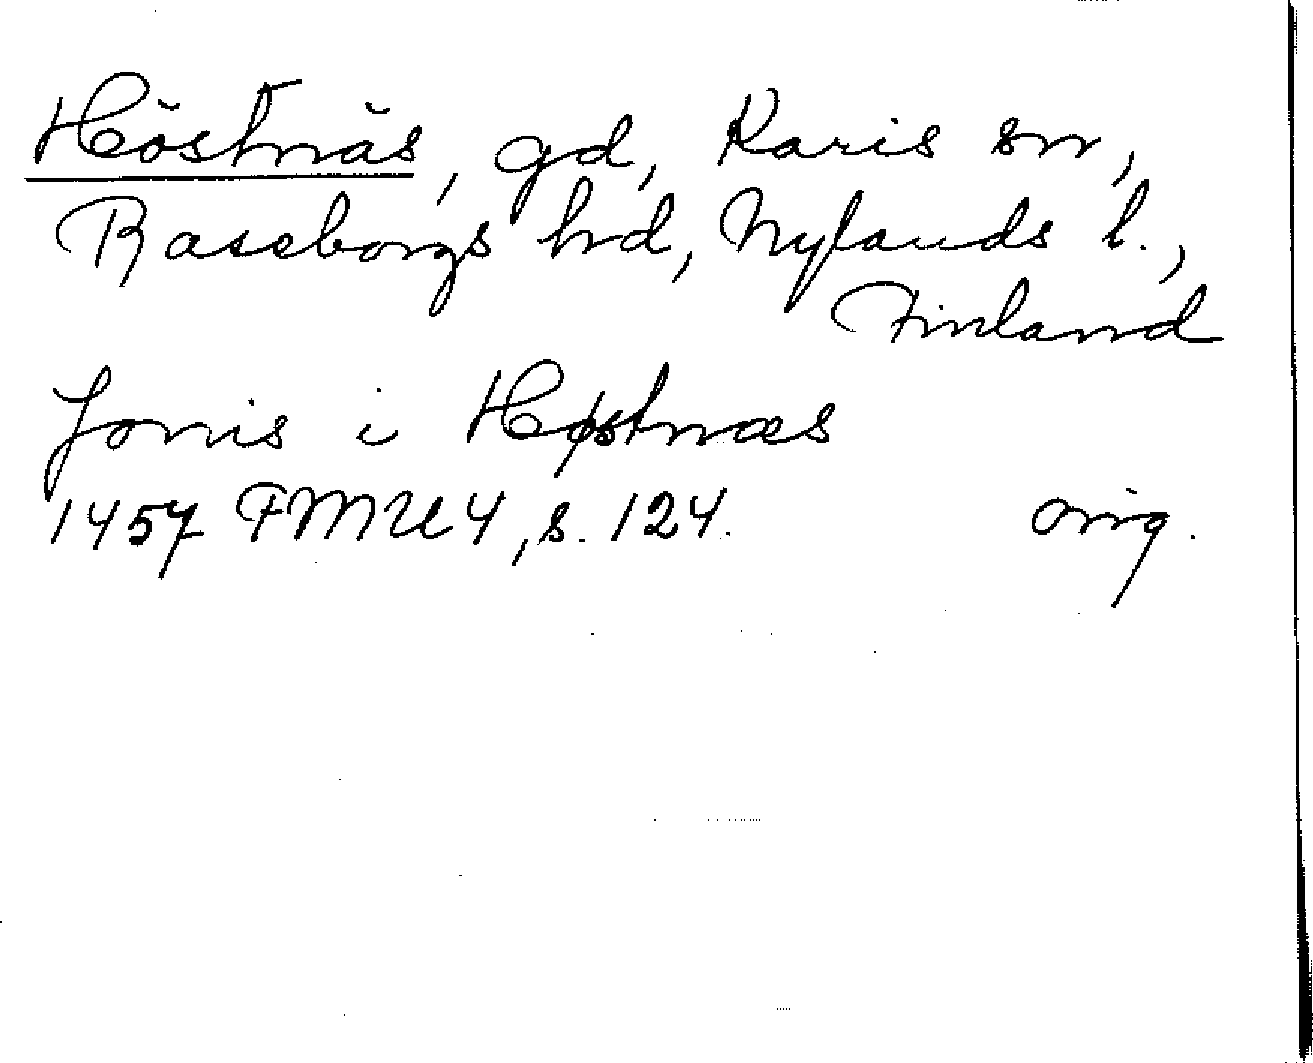 Höstnäs, gd, Karis sn,
Raseborgs hd, Nylands l.,
Finland
Jonis i Høstnæs
1457 FMU 4, s. 124. orig.